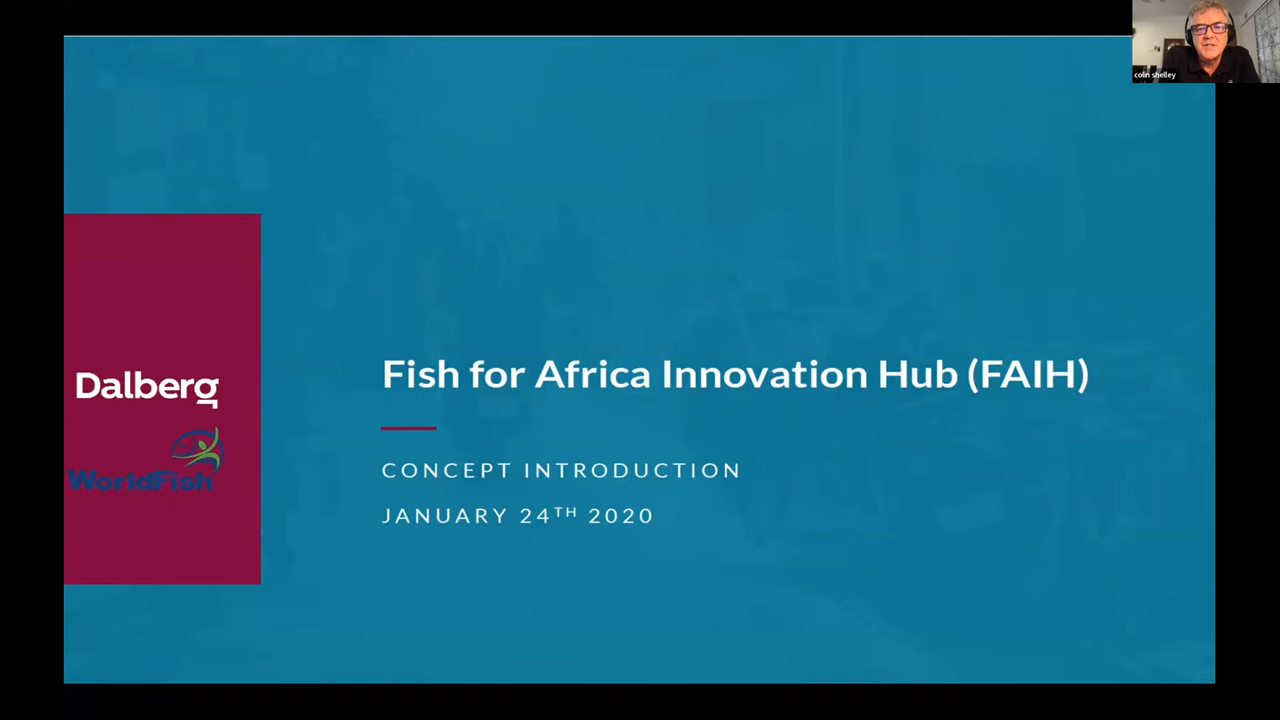 colin shelley
Dalberg
WorldFish
Fish for Africa Innovation Hub (FAIH)
CONCEPT INTRODUCTION
JANUARY 24TH 2020